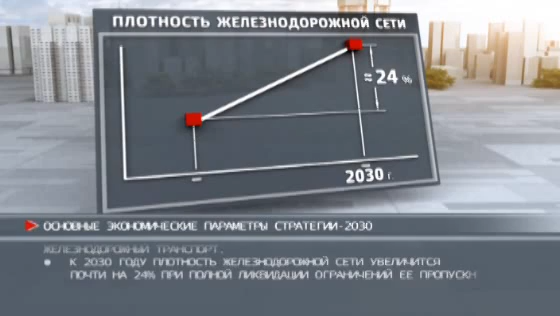 ПЛОТНОСТЬ ЖЕЛЕЗНОДОРОЖНОЙ СЕТИ
≈24 %
2030 г.
ОСНОВНЫЕ ЭКОНОМИЧЕСКИЕ ПАРАМЕТРЫ СТРАТЕГИИ-2030
ЖЕЛЕЗНОДОРОЖНЫЙ ТРАНСПОРТ:
● К 2030 ГОДУ ПЛОТНОСТЬ ЖЕЛЕЗНОДОРОЖНОЙ СЕТИ УВЕЛИЧИТСЯ
ПОЧТИ НА 24% ПРИ ПОЛНОЙ ЛИКВИДАЦИИ ОГРАНИЧЕНИЙ ЕЕ ПРОПУСКН